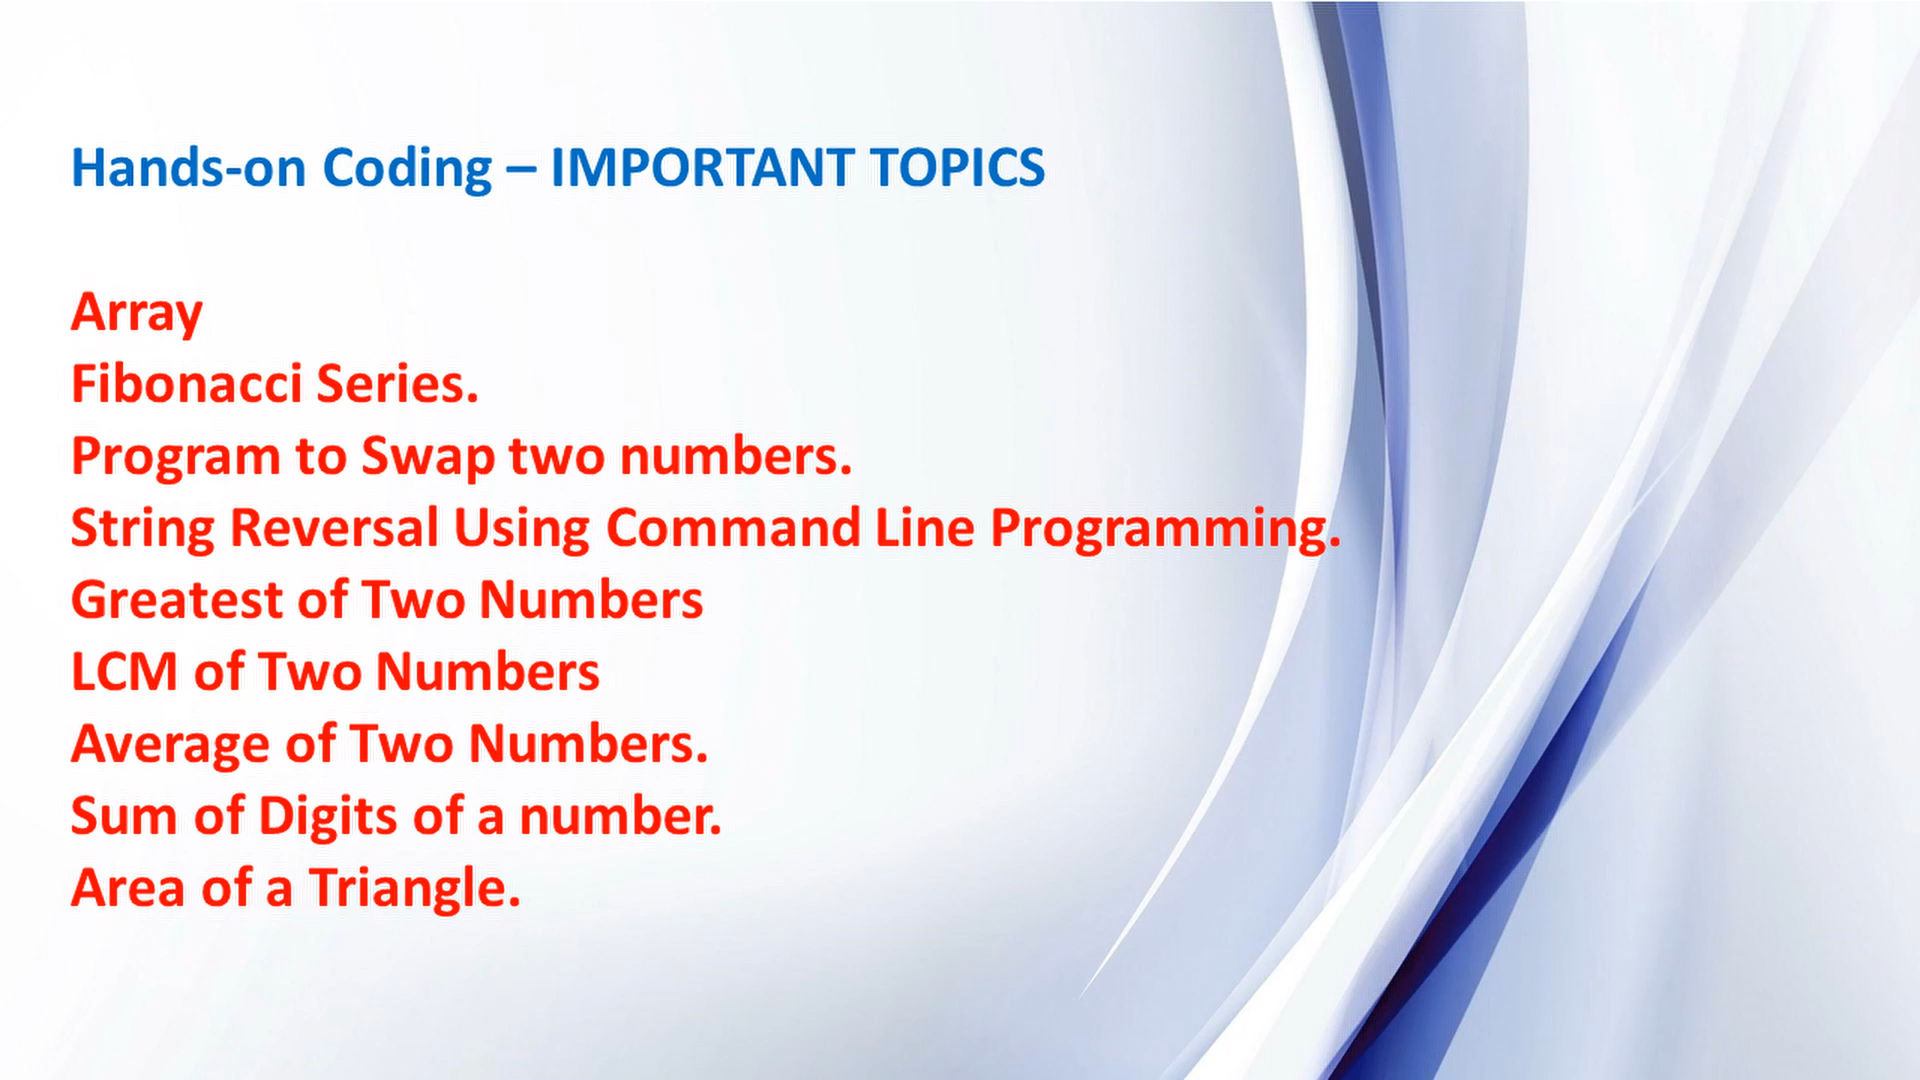 Hands-on Coding – IMPORTANT TOPICS
Array
Fibonacci Series.
Program to Swap two numbers.
String Reversal Using Command Line Programming.
Greatest of Two Numbers
LCM of Two Numbers
Average of Two Numbers.
Sum of Digits of a number.
Area of a Triangle.